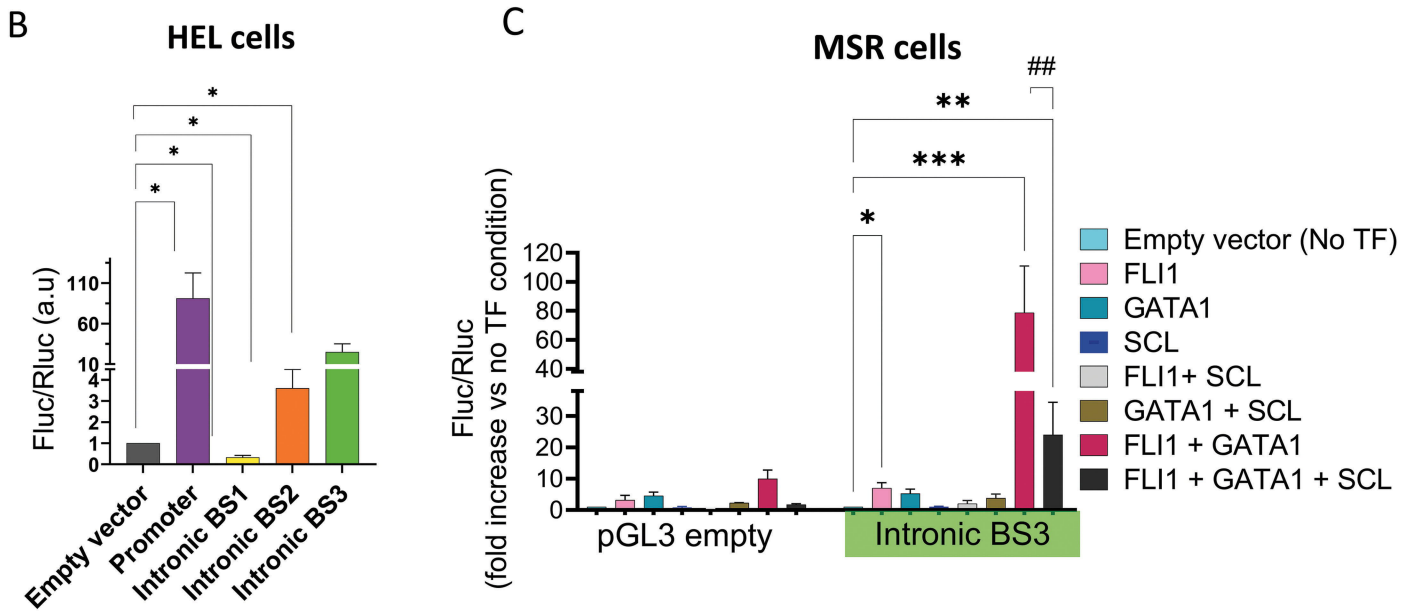 B
HEL cells
*
*
*
*
Fluc/Rluc (a.u)
110
60
10
4
3
2
1
0
Empty vector
Promoter
Intronic BS1
Intronic BS2
Intronic BS3
C
MSR cells
##
**
***
*
Fluc/Rluc
(fold increase vs no TF condition)
120
100
80
60
40
30
20
10
0
pGL3 empty
Intronic BS3
Empty vector (No TF)
FLI1
GATA1
SCL
FLI1+ SCL
GATA1 + SCL
FLI1 + GATA1
FLI1 + GATA1 + SCL